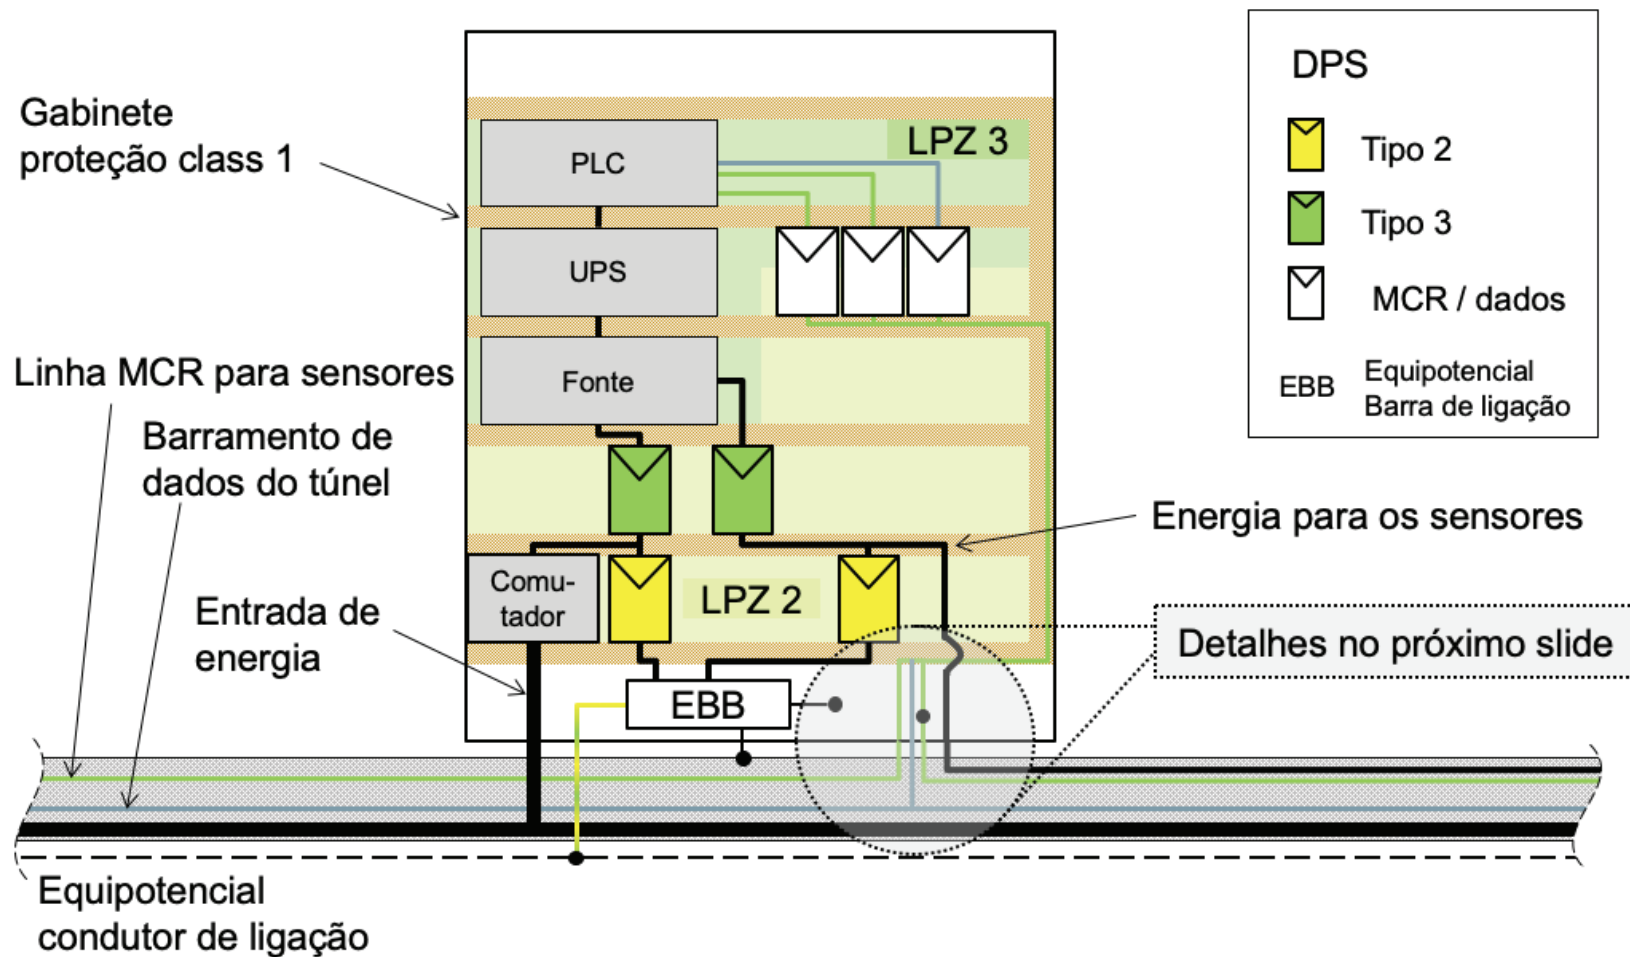 Gabinete
proteção class 1
PLC
LPZ 3
UPS
Fonte
Linha MCR para sensores
Barramento de
dados do túnel
Comu-
tador
LPZ 2
Energia para os sensores
Entrada de
energia
EBB
Detalhes no próximo slide
Equipotencial
condutor de ligação
DPS
Tipo 2
Tipo 3
MCR / dados
EBB
Equipotencial
Barra de ligação